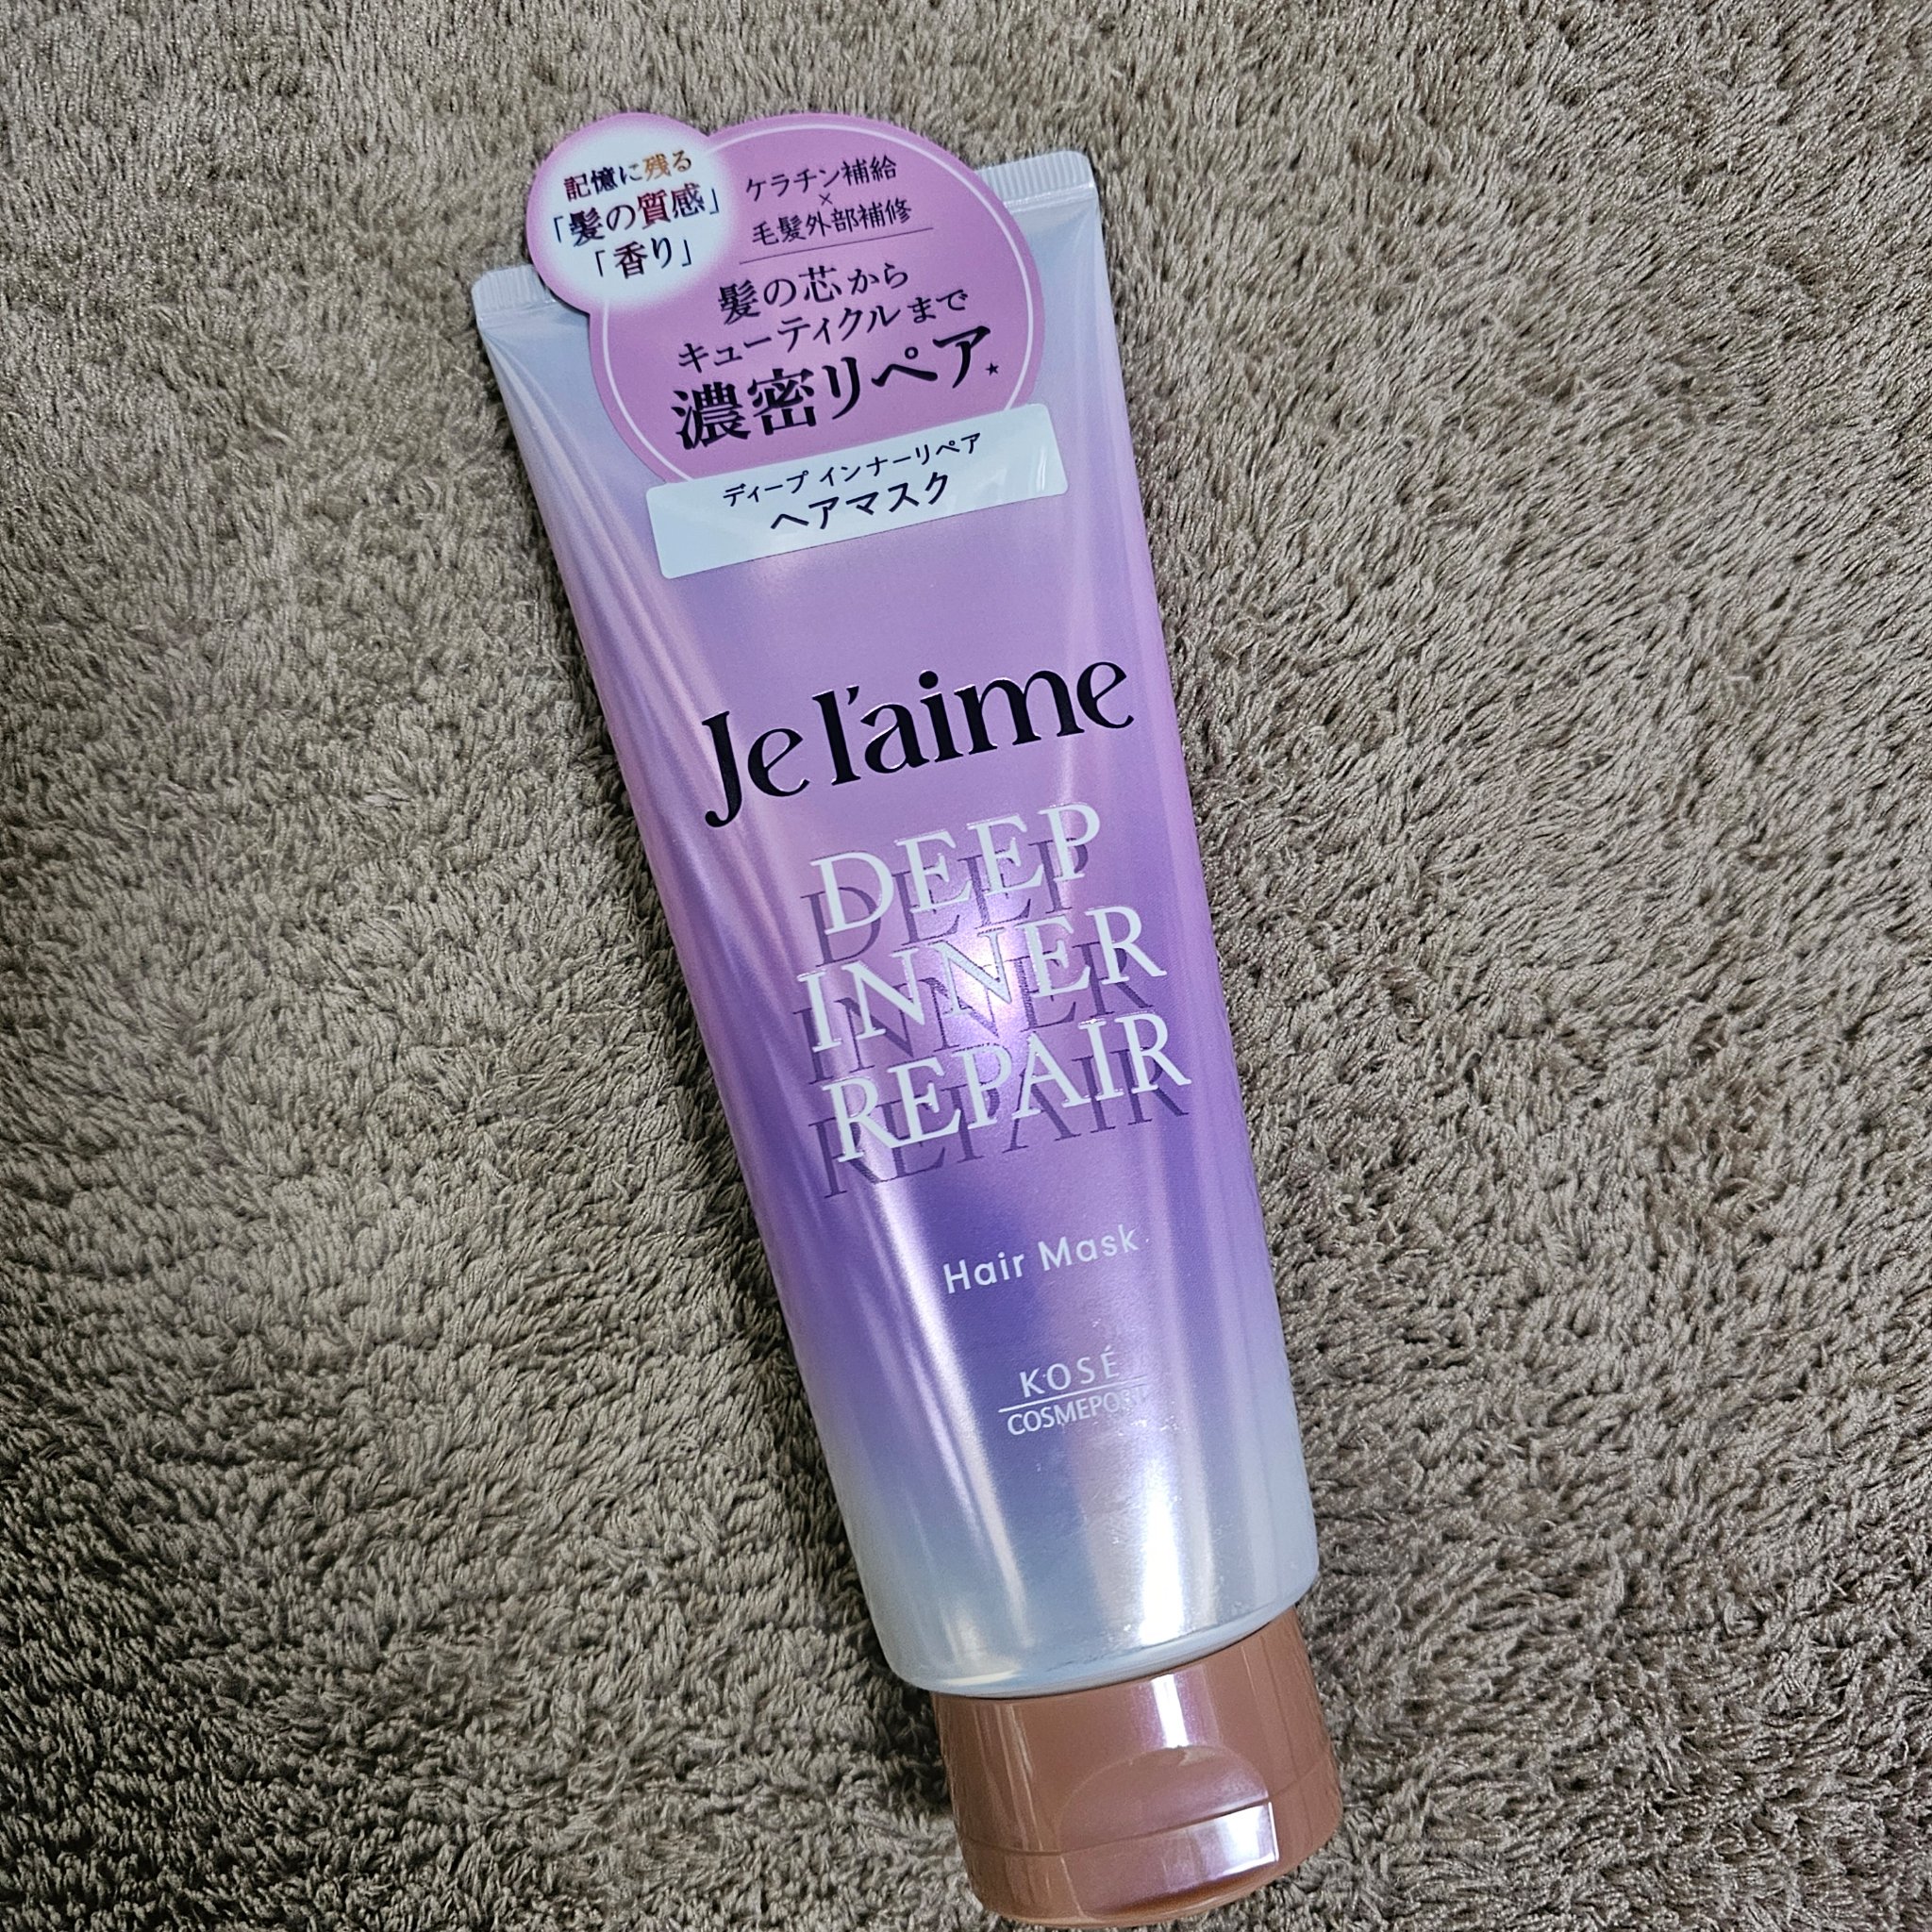 記憶に残る
「髪の質感」
「香り」
ケラチン補給
×
毛髪外部補修
髪の芯から
キューティクルまで
濃密リペア★
ディープ インナーリペア
ヘアマスク
Je l'aime
DEEP
INNER
REPAIR
Hair Mask
KOSÉ
COSMEPORT